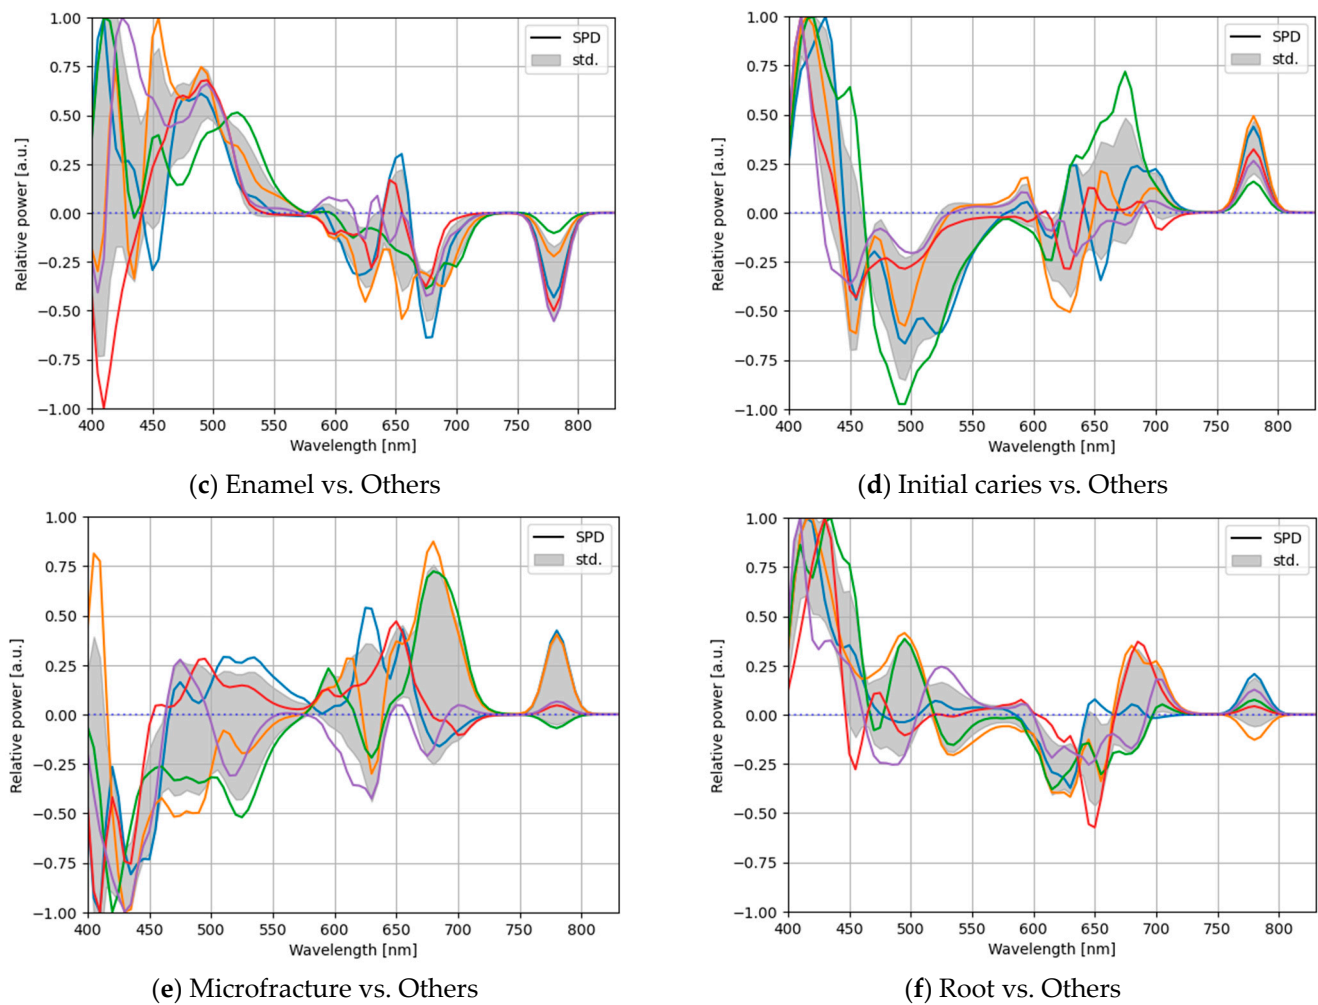 1.00
0.75
0.50
0.25
0.00
−0.25
−0.50
−0.75
−1.00
Relative power [a.u.]
SPD
std.
400 450 500 550 600 650 700 750 800
Wavelength [nm]
(c) Enamel vs. Others
1.00
0.75
0.50
0.25
0.00
−0.25
−0.50
−0.75
−1.00
Relative power [a.u.]
SPD
std.
400 450 500 550 600 650 700 750 800
Wavelength [nm]
(d) Initial caries vs. Others
1.00
0.75
0.50
0.25
0.00
−0.25
−0.50
−0.75
−1.00
Relative power [a.u.]
SPD
std.
400 450 500 550 600 650 700 750 800
Wavelength [nm]
(e) Microfracture vs. Others
1.00
0.75
0.50
0.25
0.00
−0.25
−0.50
−0.75
−1.00
Relative power [a.u.]
SPD
std.
400 450 500 550 600 650 700 750 800
Wavelength [nm]
(f) Root vs. Others